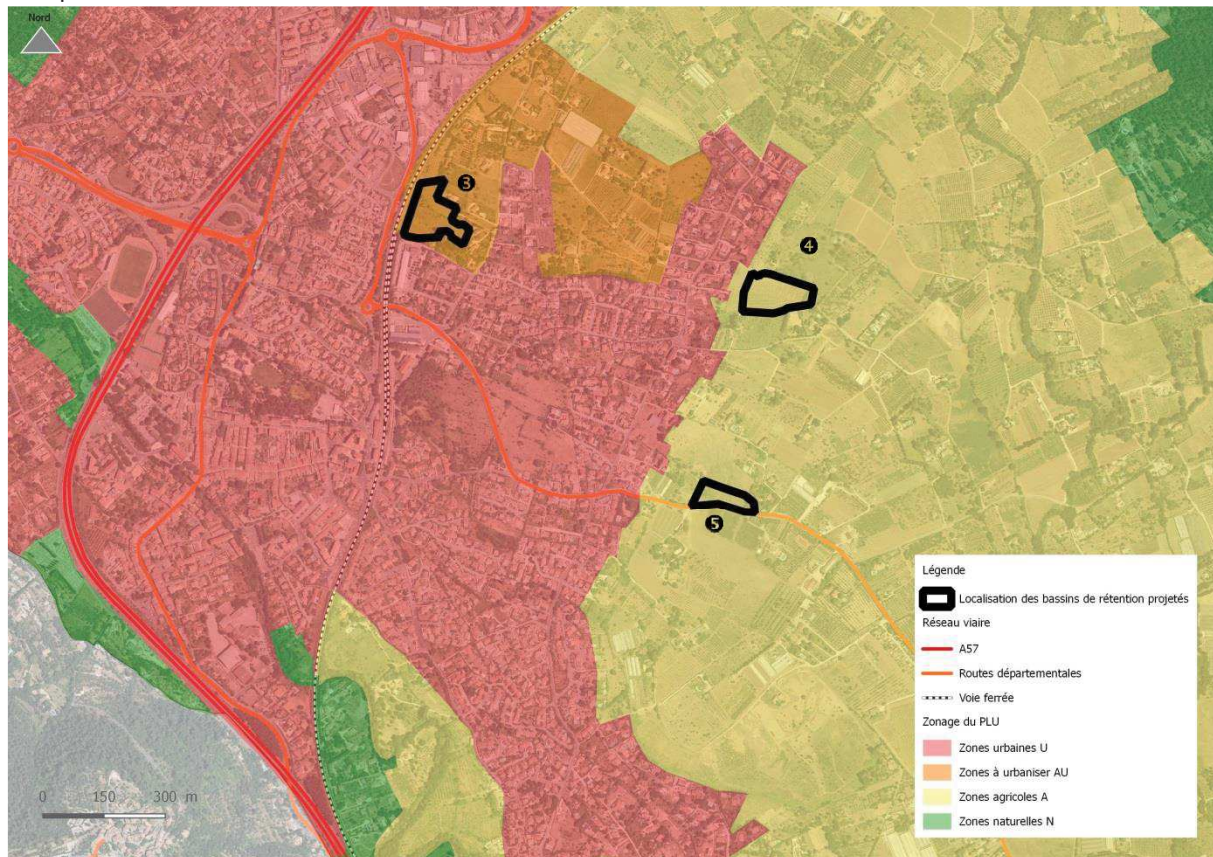 Nord
❸
❹
❺
0 150 300 m
Légende
Localisation des bassins de rétention projetés
Réseau viaire
A57
Routes départementales
Voie ferrée
Zonage du PLU
Zones urbaines U
Zones à urbaniser AU
Zones agricoles A
Zones naturelles N